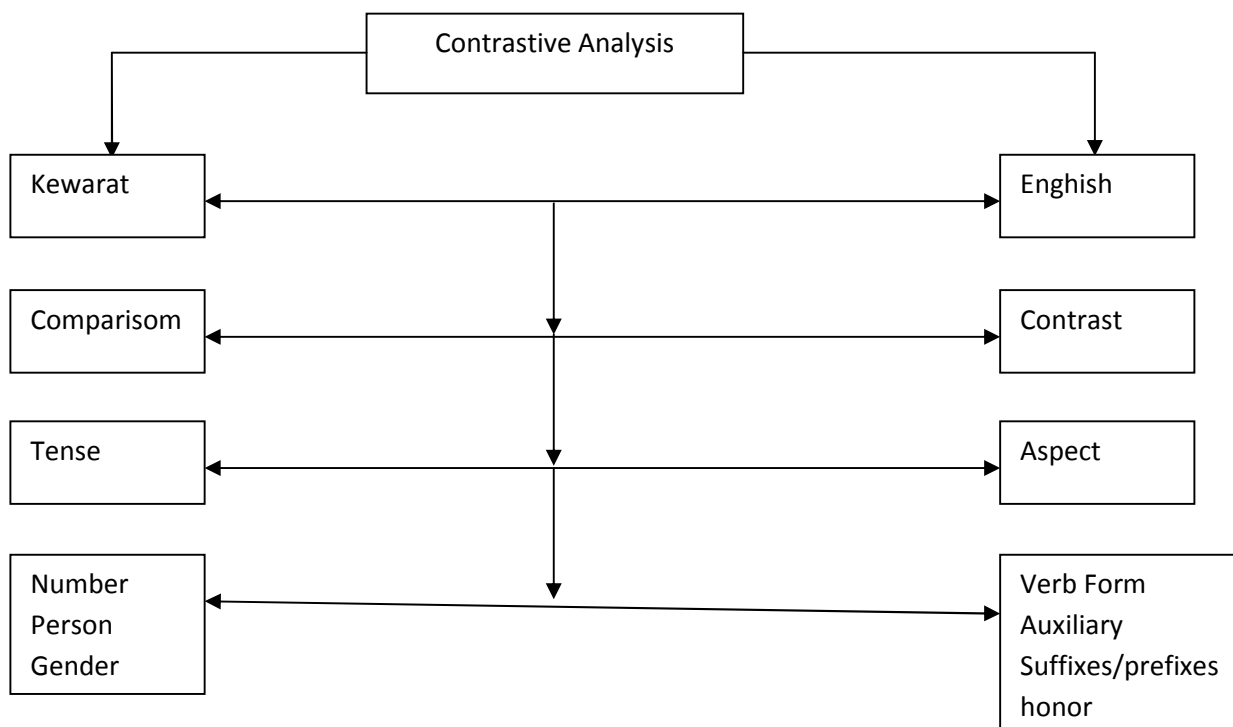 Contrastive Analysis
Kewarat
Enghish
Comparisom
Contrast
Tense
Aspect
Number
Person
Gender
Verb Form
Auxiliary
Suffixes/prefixes
honor